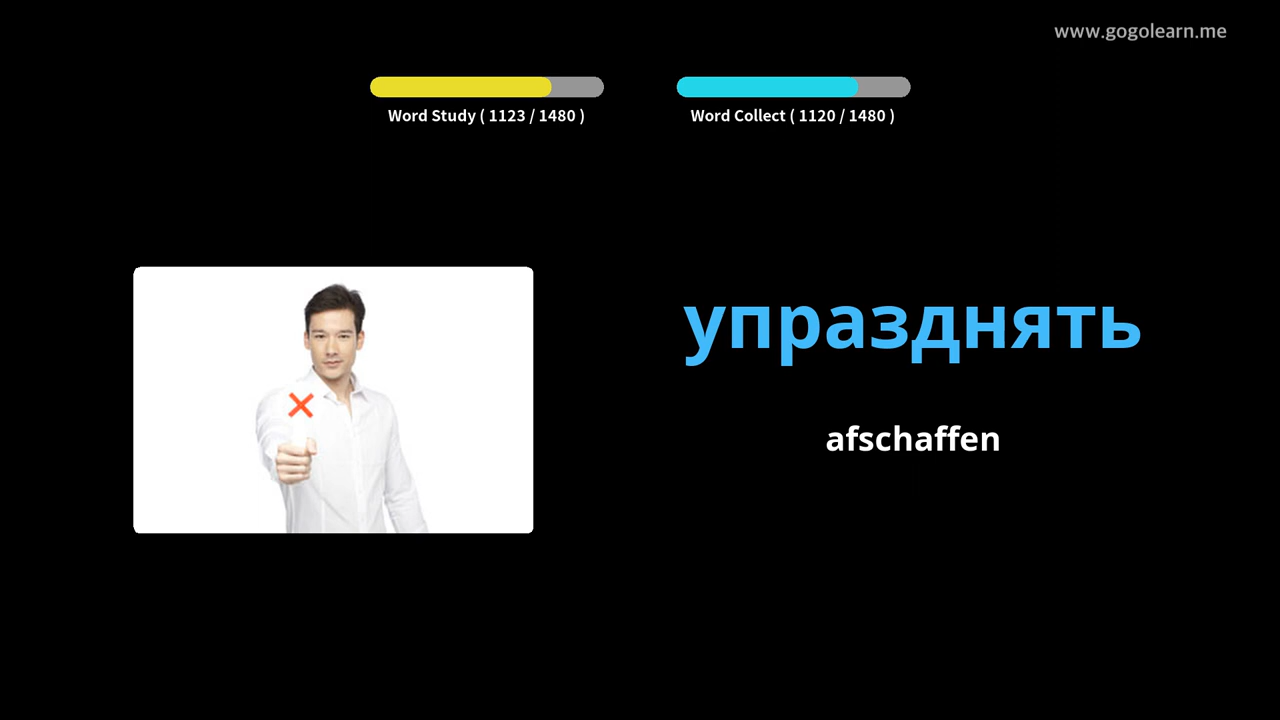 www.gogolearn.me
Word Study ( 1123 / 1480 )
Word Collect ( 1120 / 1480 )
упразднять
afschaffen